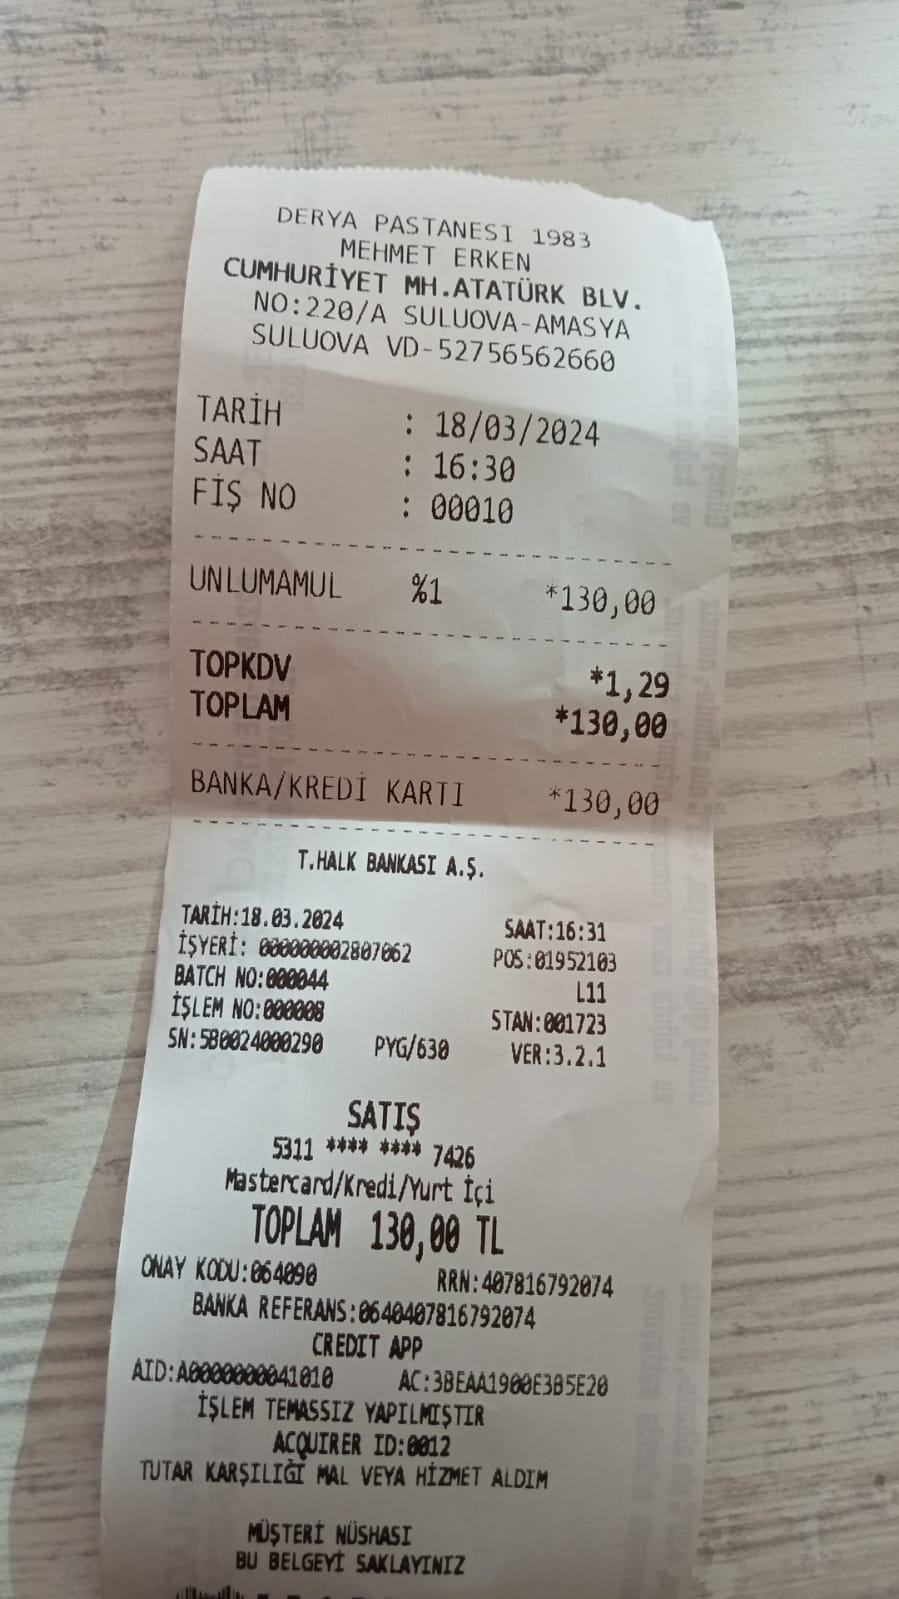 DERYA PASTANESİ 1983
MEHMET ERKEN
CUMHURİYET MH.ATATÜRK BLV.
NO:220/A SULUOVA-AMASYA
SULUOVA VD-52756562660
TARİH : 18/03/2024
SAAT : 16:30
FİŞ NO : 00010
UNLUMAMUL %1 *130,00
TOPKDV *1,29
TOPLAM *130,00
BANKA/KREDİ KARTI *130,00
T.HALK BANKASI A.Ş.
TARİH:18.03.2024 SAAT:16:31
İŞYERİ: 000000002807062 POS:01952103
BATCH NO:000044 L11
İŞLEM NO:000008 STAN:001723
SN:5B0024000290 PYG/630 VER:3.2.1
SATIŞ
5311 **** **** 7426
Mastercard/Kredi/Yurt İçi
TOPLAM 130,00 TL
ONAY KODU:064090 RRN:407816792074
BANKA REFERANS:0640407816792074
CREDIT APP
AID:A0000000041010 AC:3BEAA1900E3B5E20
İŞLEM TEMASSIZ YAPILMIŞTIR
ACQUIRER ID:0012
TUTAR KARŞILIĞI MAL VEYA HİZMET ALDIM
MÜŞTERİ NÜSHASI
BU BELGEYİ SAKLAYINIZ